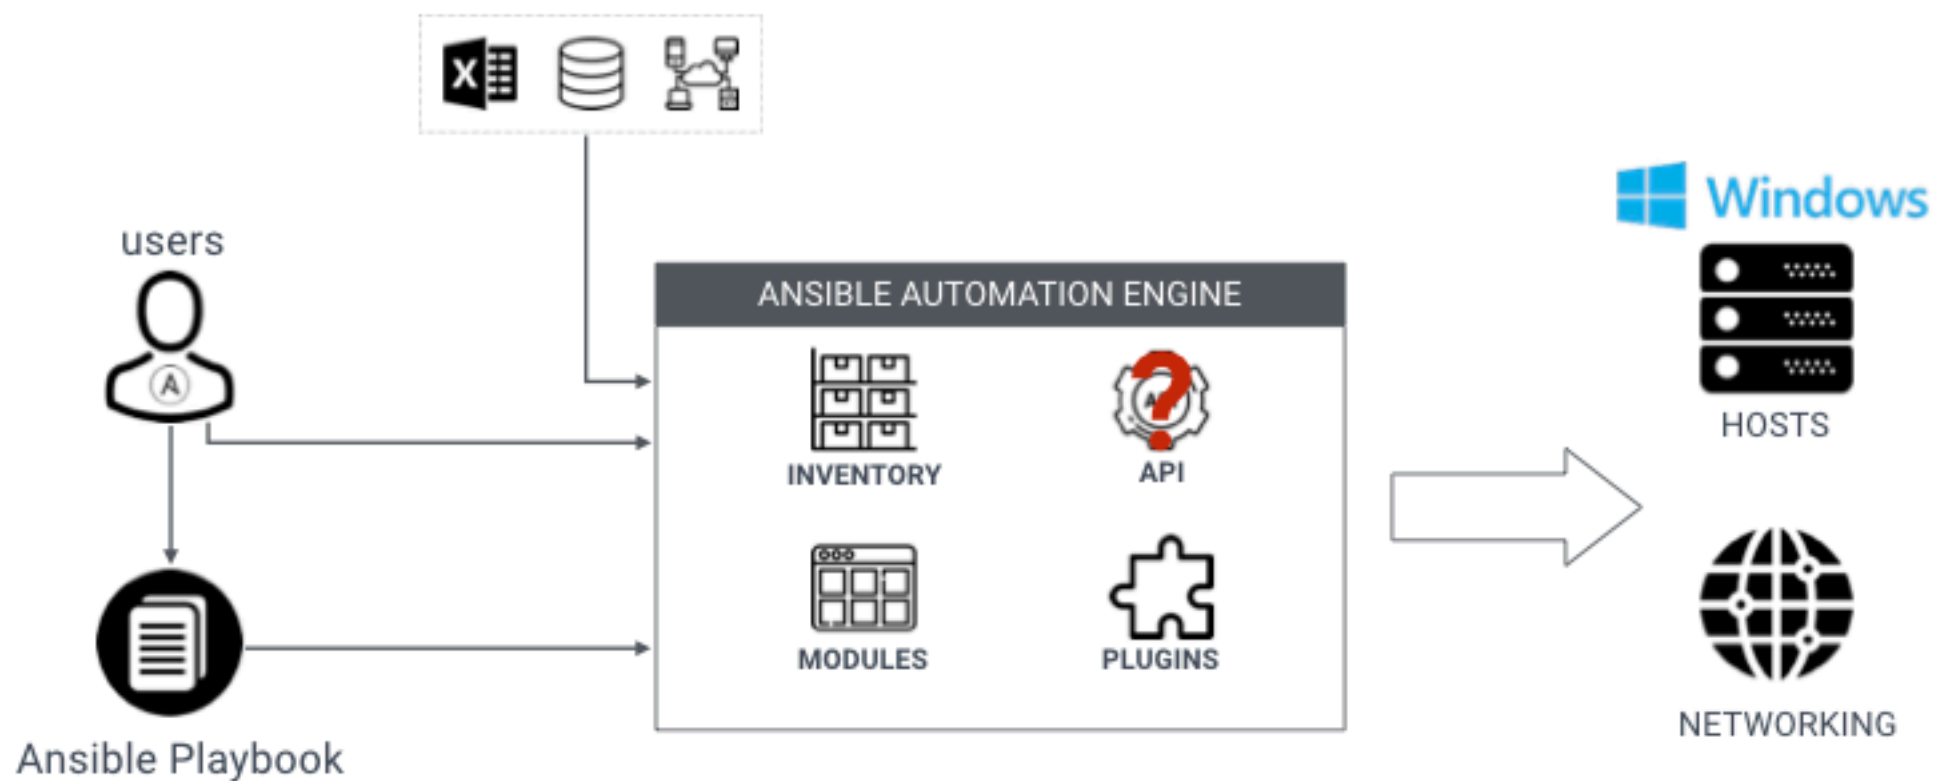 X
users
A
Ansible Playbook
ANSIBLE AUTOMATION ENGINE
INVENTORY
?
API
MODULES
PLUGINS
Windows
HOSTS
NETWORKING